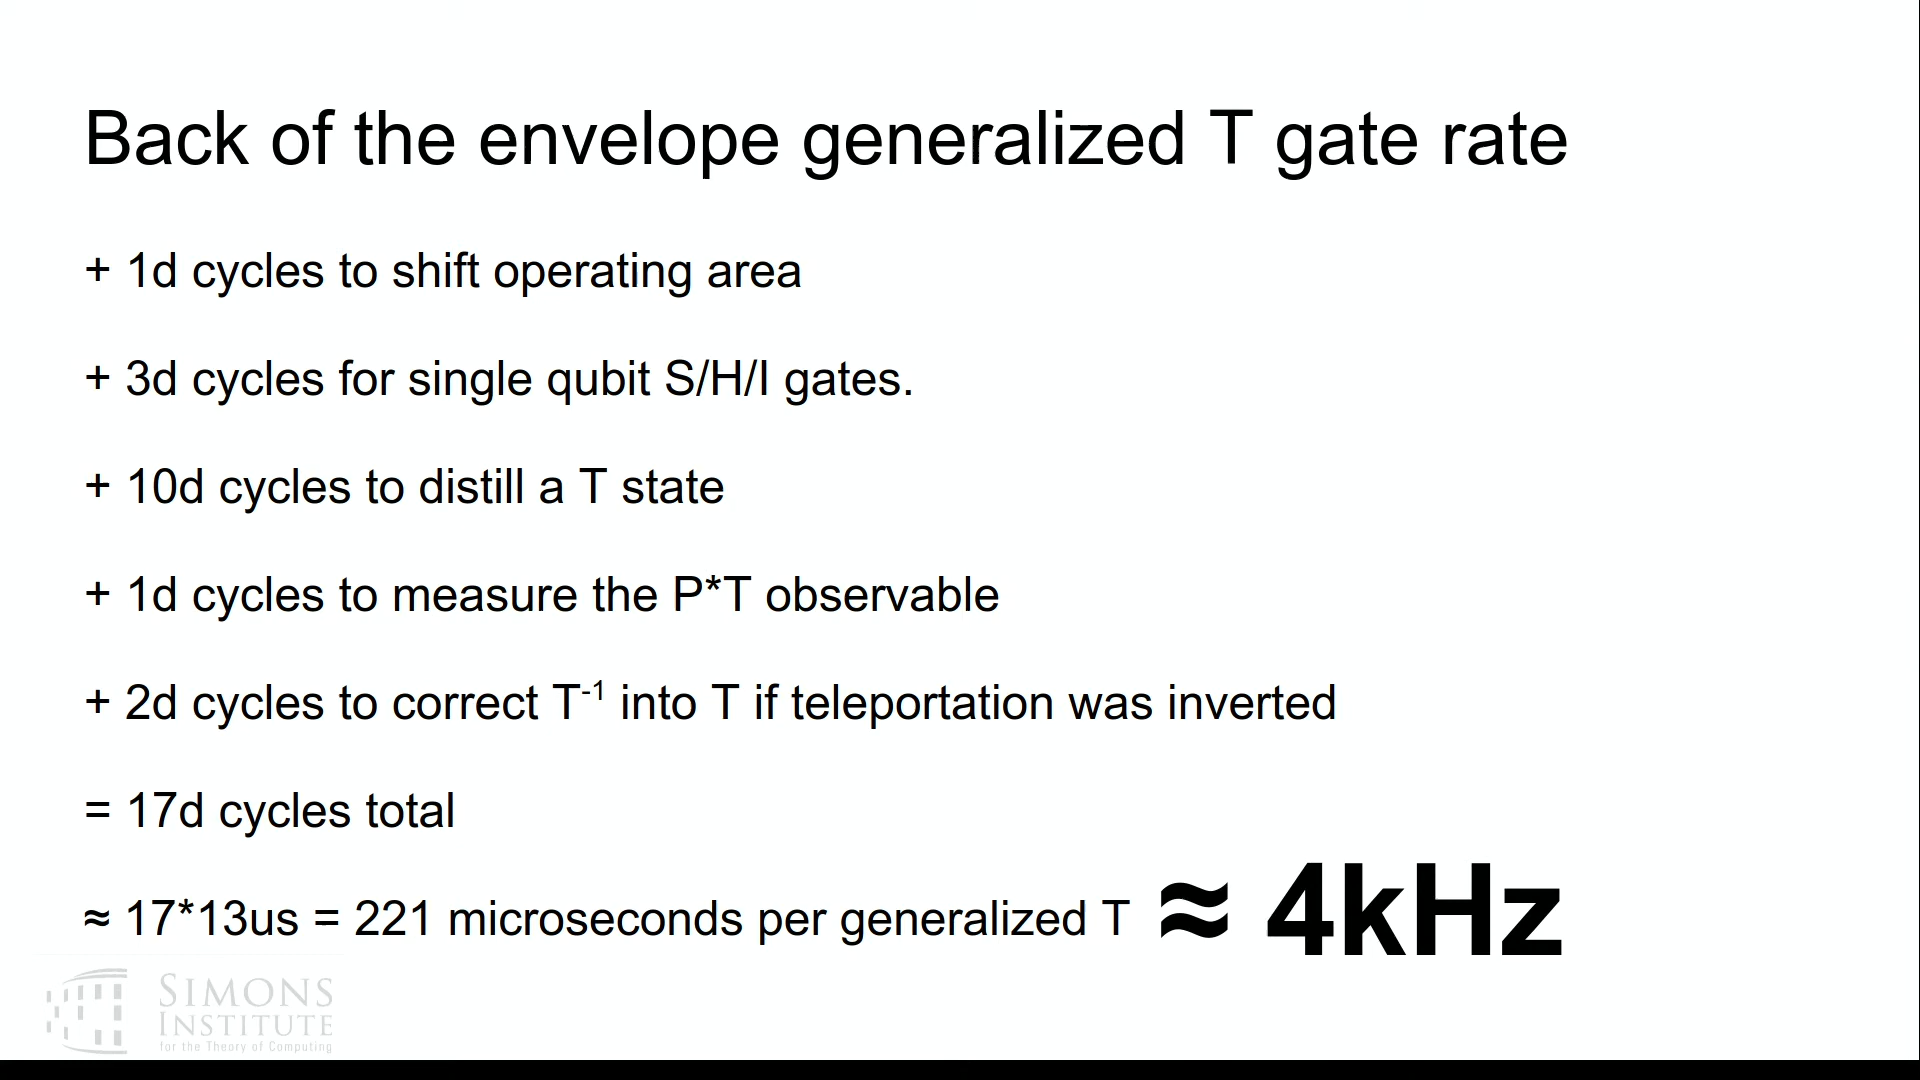 Back of the envelope generalized T gate rate
+ 1d cycles to shift operating area
+ 3d cycles for single qubit S/H/I gates.
+ 10d cycles to distill a T state
+ 1d cycles to measure the P*T observable
+ 2d cycles to correct T⁻¹ into T if teleportation was inverted
= 17d cycles total
≈ 17*13us = 221 microseconds per generalized T ≈ 4kHz
SIMONS
INSTITUTE
for the Theory of Computing